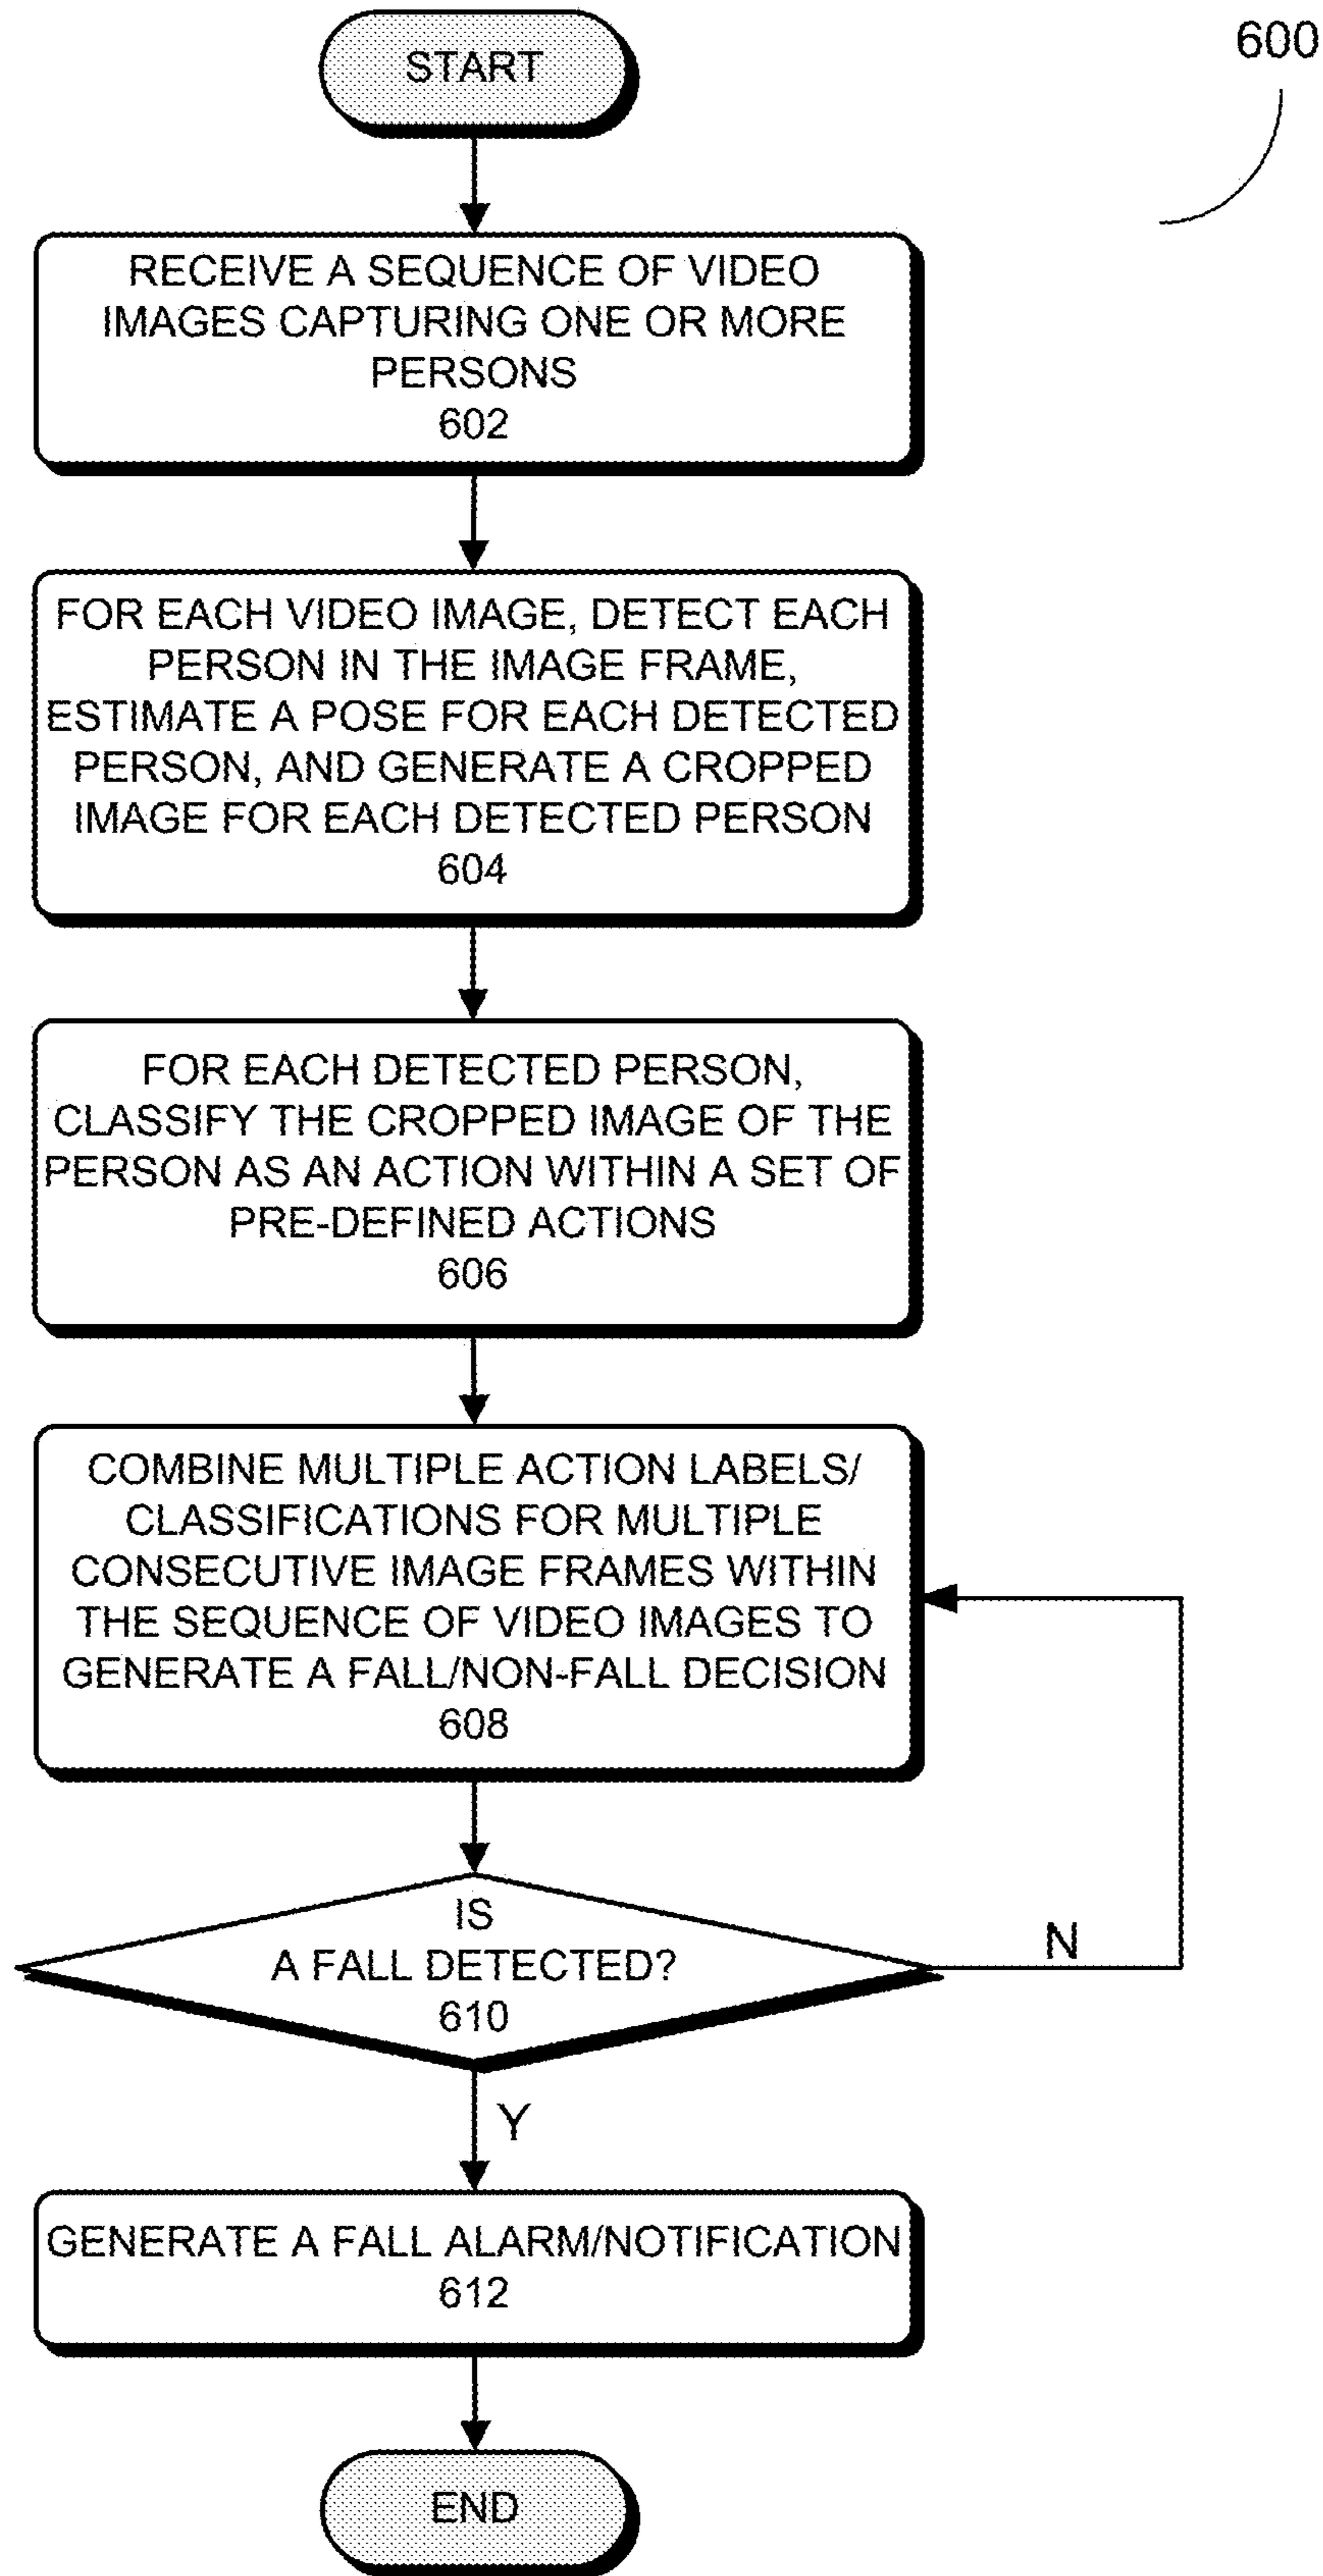 START
600
RECEIVE A SEQUENCE OF VIDEO
IMAGES CAPTURING ONE OR MORE
PERSONS
602
FOR EACH VIDEO IMAGE, DETECT EACH
PERSON IN THE IMAGE FRAME,
ESTIMATE A POSE FOR EACH DETECTED
PERSON, AND GENERATE A CROPPED
IMAGE FOR EACH DETECTED PERSON
604
FOR EACH DETECTED PERSON,
CLASSIFY THE CROPPED IMAGE OF THE
PERSON AS AN ACTION WITHIN A SET OF
PRE-DEFINED ACTIONS
606
COMBINE MULTIPLE ACTION LABELS/
CLASSIFICATIONS FOR MULTIPLE
CONSECUTIVE IMAGE FRAMES WITHIN
THE SEQUENCE OF VIDEO IMAGES TO
GENERATE A FALL/NON-FALL DECISION
608
IS
A FALL DETECTED?
610
N
Y
GENERATE A FALL ALARM/NOTIFICATION
612
END